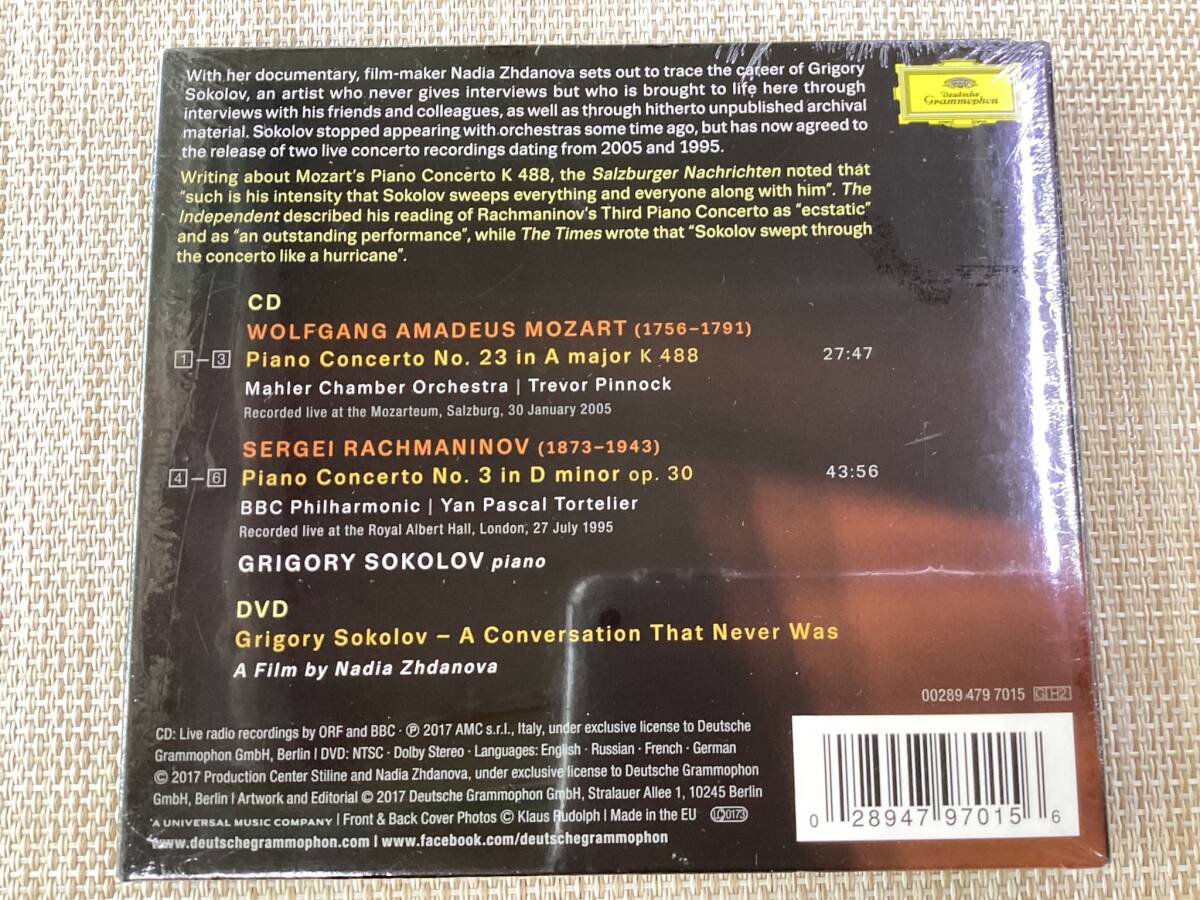 With her documentary, film-maker Nadia Zhdanova sets out to trace the career of Grigory
Sokolov, an artist who never gives interviews but who is brought to life here through
interviews with his friends and colleagues, as well as through hitherto unpublished archival
material. Sokolov stopped appearing with orchestras some time ago, but has now agreed to
the release of two live concerto recordings dating from 2005 and 1995.
Deutsche
Grammophon
Writing about Mozart's Piano Concerto K 488, the Salzburger Nachrichten noted that
"such is his intensity that Sokolov sweeps everything and everyone along with him". The
Independent described his reading of Rachmaninov's Third Piano Concerto as "ecstatic"
and as "an outstanding performance", while The Times wrote that "Sokolov swept through
the concerto like a hurricane".
CD
WOLFGANG AMADEUS MOZART (1756–1791)
1 – 3 Piano Concerto No. 23 in A major K 488 27:47
Mahler Chamber Orchestra | Trevor Pinnock
Recorded live at the Mozarteum, Salzburg, 30 January 2005
SERGEI RACHMANINOV (1873–1943)
4 – 6 Piano Concerto No. 3 in D minor op. 30 43:56
BBC Philharmonic | Yan Pascal Tortelier
Recorded live at the Royal Albert Hall, London, 27 July 1995
GRIGORY SOKOLOV piano
DVD
Grigory Sokolov – A Conversation That Never Was
A Film by Nadia Zhdanova
00289 479 7015 GH2
CD: Live radio recordings by ORF and BBC · ℗ 2017 AMC s.r.l., Italy, under exclusive license to Deutsche
Grammophon GmbH, Berlin | DVD: NTSC · Dolby Stereo · Languages: English · Russian · French · German
© 2017 Production Center Stiline and Nadia Zhdanova, under exclusive license to Deutsche Grammophon
GmbH, Berlin | Artwork and Editorial © 2017 Deutsche Grammophon GmbH, Stralauer Allee 1, 10245 Berlin
A UNIVERSAL MUSIC COMPANY | Front & Back Cover Photos © Klaus Rudolph | Made in the EU LC 0173
www.deutschegrammophon.com | www.facebook.com/deutschegrammophon
0 28947 97015 6